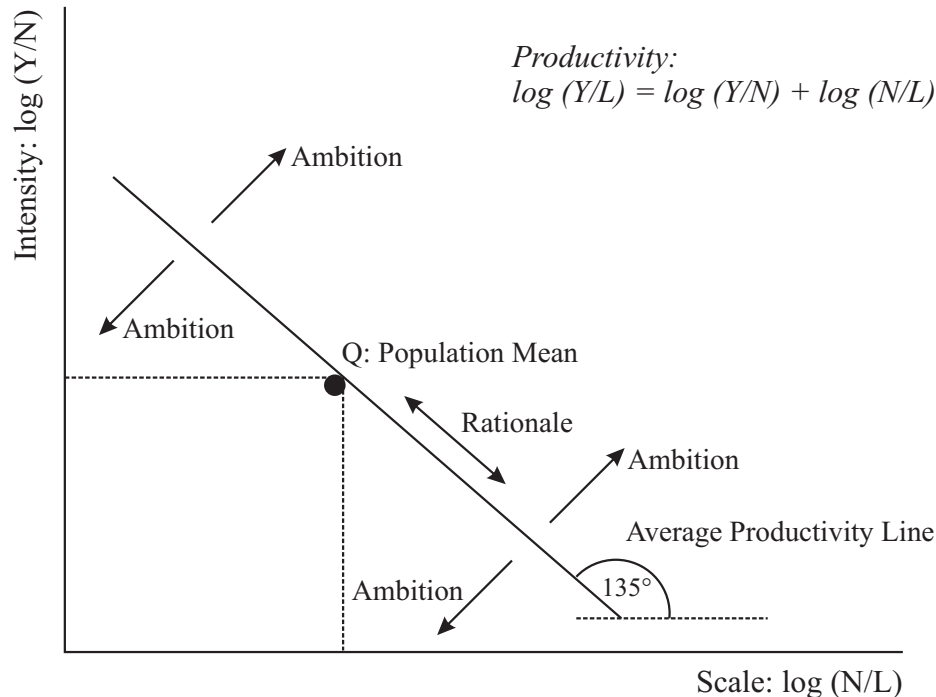 Intensity: log (Y/N)
Productivity:
log (Y/L) = log (Y/N) + log (N/L)
Ambition
Ambition
Q: Population Mean
Rationale
Ambition
Average Productivity Line
Ambition
135°
Scale: log (N/L)